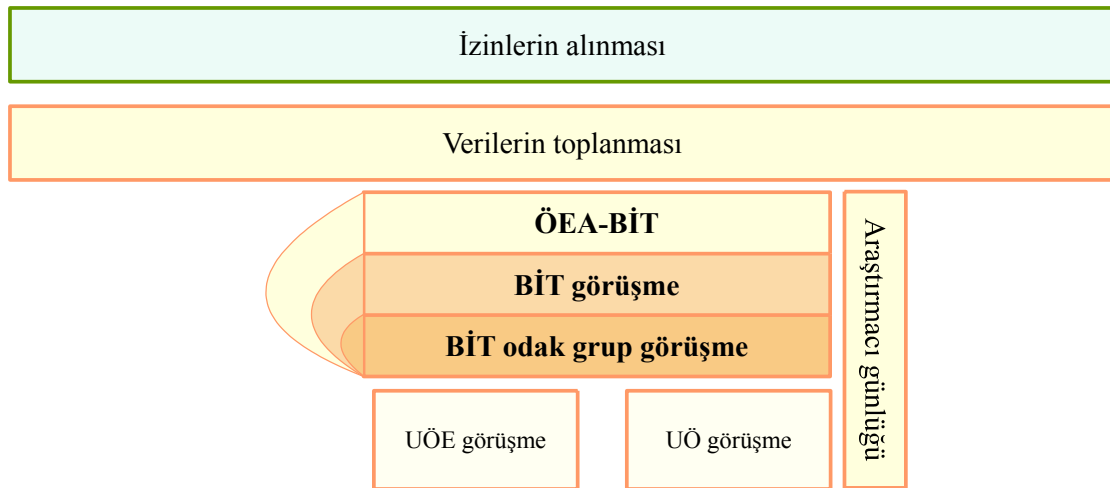 İzinlerin alınması
Verilerin toplanması
ÖEA-BİT
BİT görüşme
BİT odak grup görüşme
Araştırmacı günlüğü
UÖE görüşme
UÖ görüşme